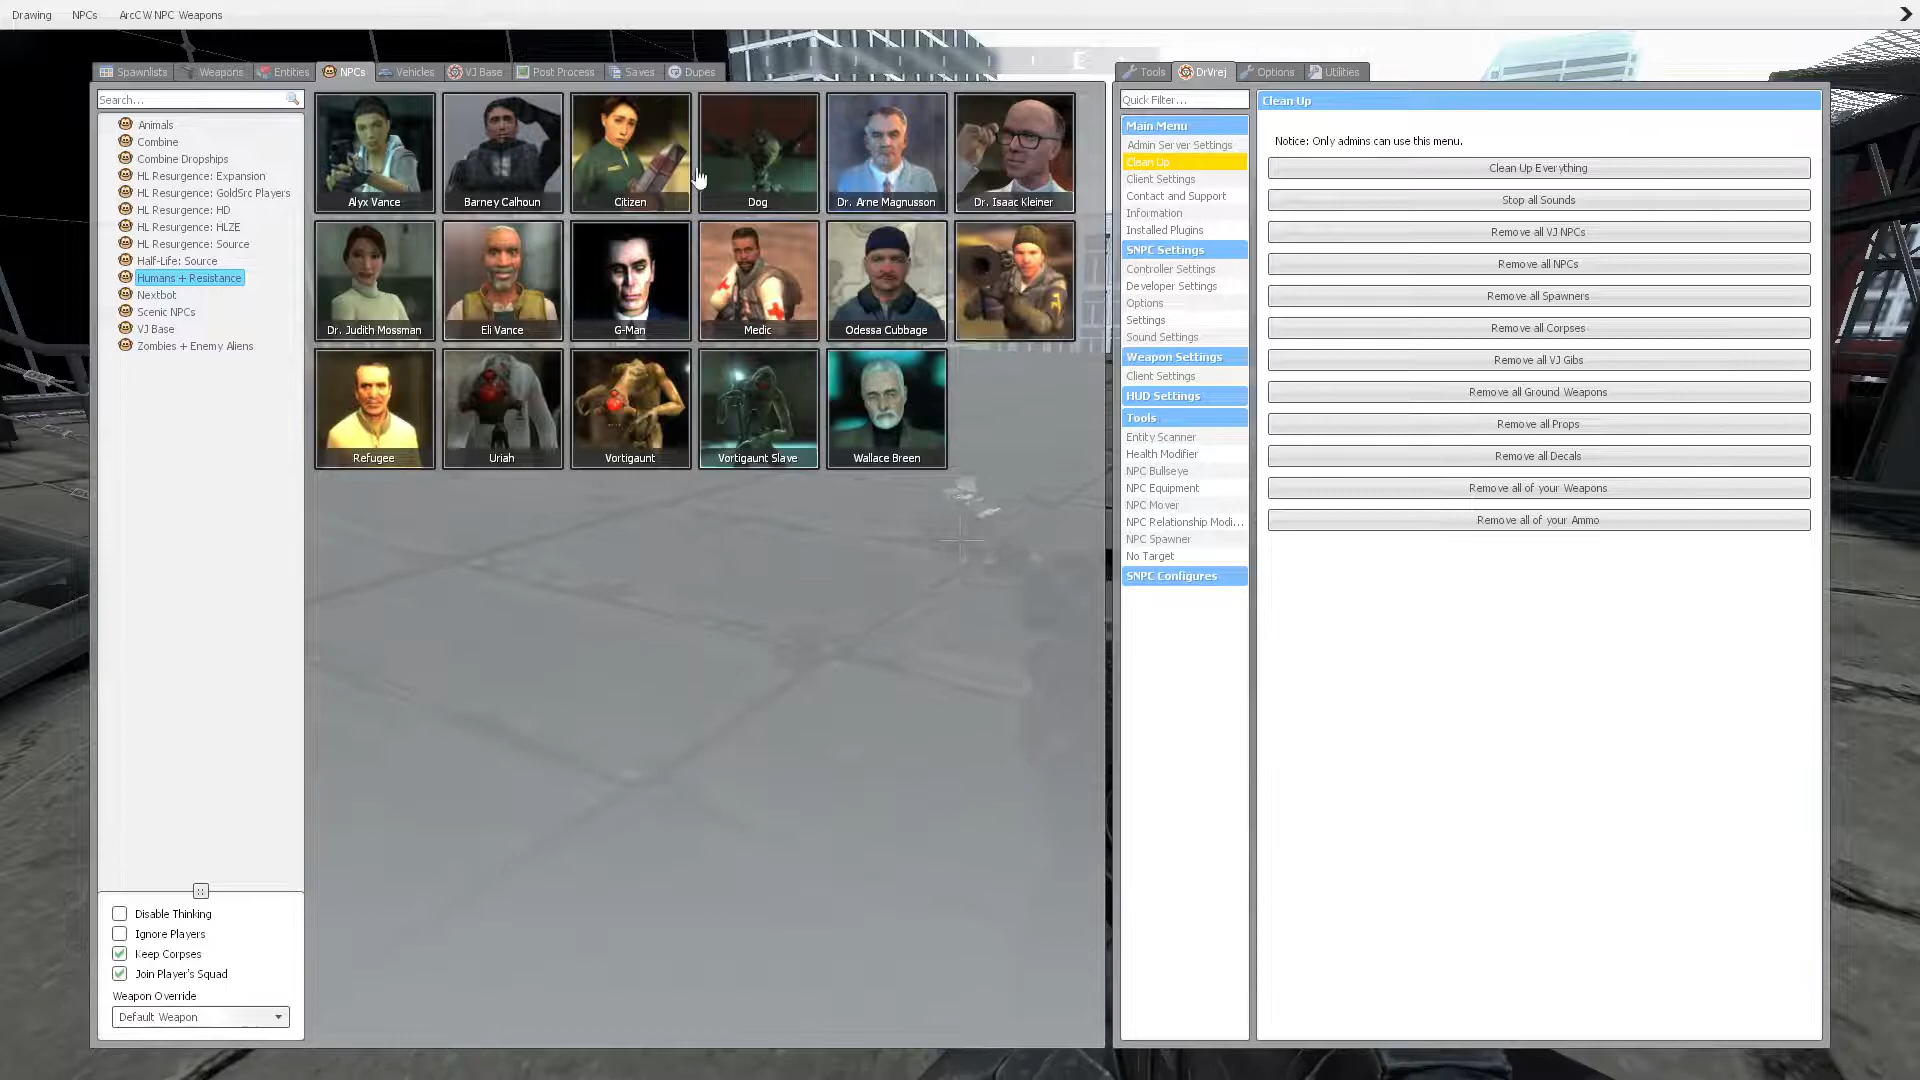 Drawing NPCs ArcCW NPC Weapons
Spawnlists Weapons Entities NPCs Vehicles VJ Base Post Process Saves Dupes
Search...
Animals
Combine
Combine Dropships
HL Resurgence: Expansion
HL Resurgence: GoldSrc Players
HL Resurgence: HD
HL Resurgence: HLZE
HL Resurgence: Source
Half-Life: Source
Humans + Resistance
Nextbot
Scenic NPCs
VJ Base
Zombies + Enemy Aliens
Disable Thinking
Ignore Players
Keep Corpses
Join Player's Squad
Weapon Override
Default Weapon
Alyx Vance Barney Calhoun Citizen Dog Dr. Arne Magnusson Dr. Isaac Kleiner
Dr. Judith Mossman Eli Vance G-Man Medic Odessa Cubbage
Refugee Uriah Vortigaunt Vortigaunt Slave Wallace Breen
Tools DrVrej Options Utilities
Quick Filter...
Main Menu
Admin Server Settings
Clean Up
Client Settings
Contact and Support
Information
Installed Plugins
SNPC Settings
Controller Settings
Developer Settings
Options
Settings
Sound Settings
Weapon Settings
Client Settings
HUD Settings
Tools
Entity Scanner
Health Modifier
NPC Bullseye
NPC Equipment
NPC Mover
NPC Relationship Modi...
NPC Spawner
No Target
SNPC Configures
Clean Up
Notice: Only admins can use this menu.
Clean Up Everything
Stop all Sounds
Remove all VJ NPCs
Remove all NPCs
Remove all Spawners
Remove all Corpses
Remove all VJ Gibs
Remove all Ground Weapons
Remove all Props
Remove all Decals
Remove all of your Weapons
Remove all of your Ammo